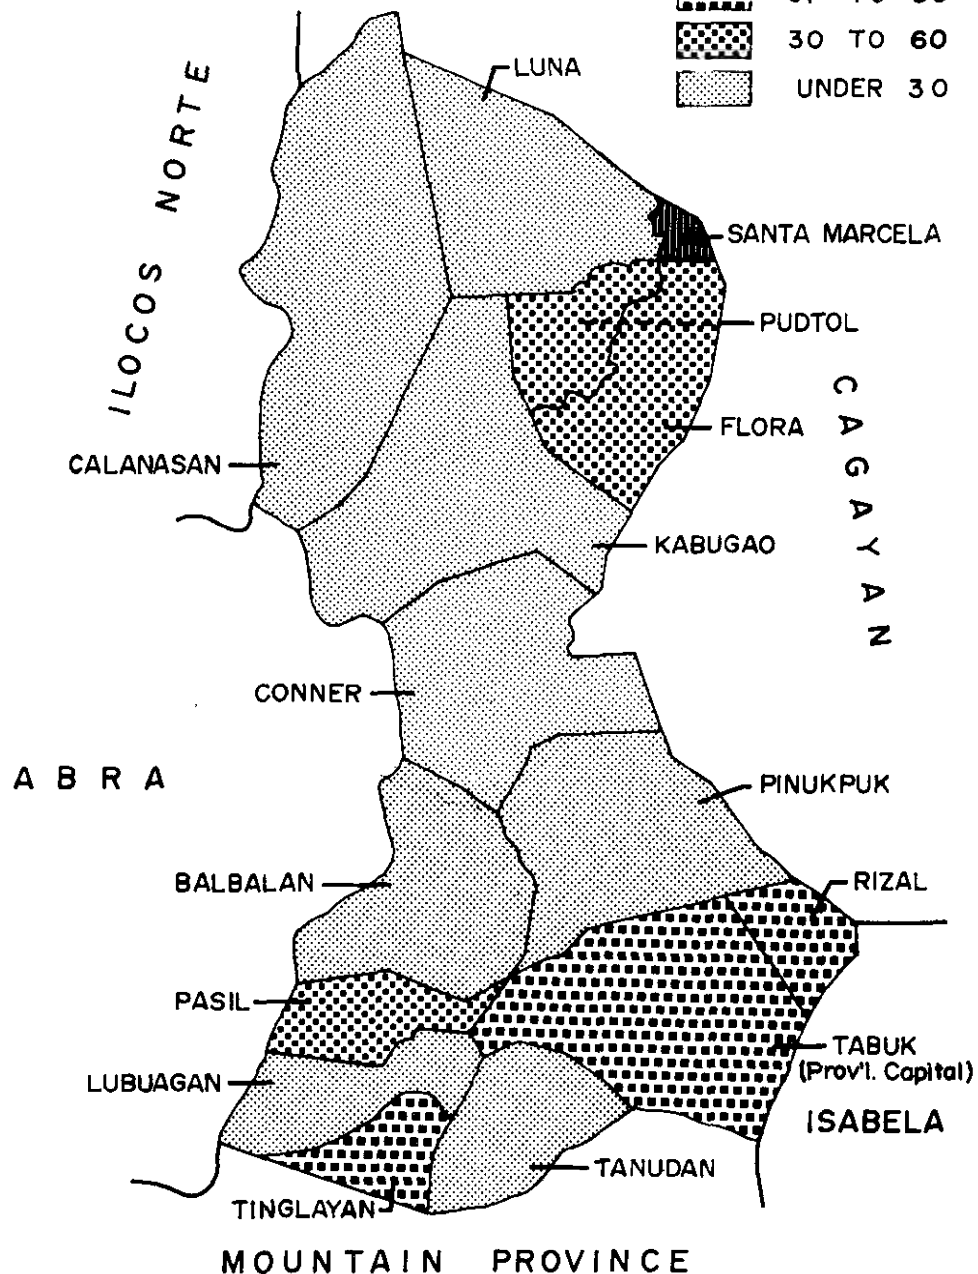 30 TO 60
UNDER 30
LUNA
ILOCOS NORTE
SANTA MARCELA
PUDTOL
CAGAYAN
FLORA
CALANASAN
KABUGAO
CONNER
ABRA
PINUKPUK
BALBALAN
RIZAL
PASIL
TABUK
(Prov'l. Capital)
LUBUAGAN
ISABELA
TANUDAN
TINGLAYAN
MOUNTAIN PROVINCE